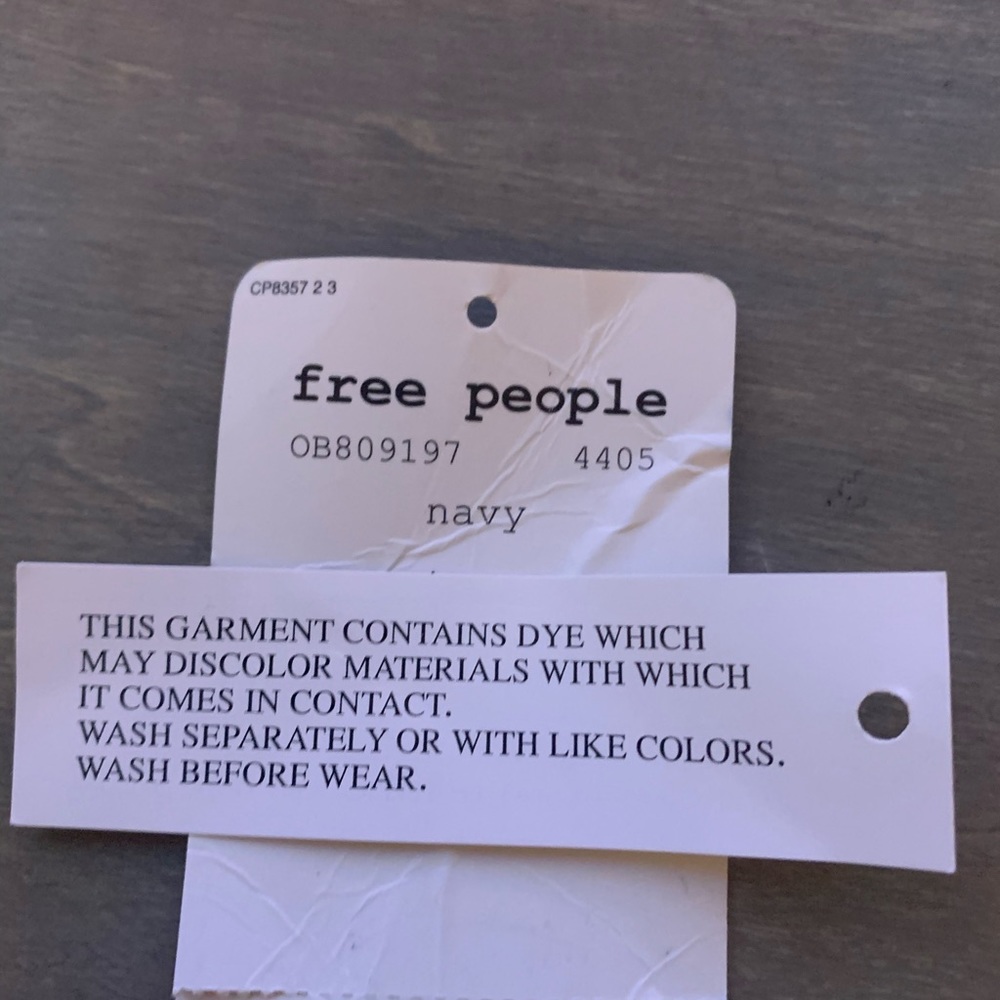 CP8357 2 3
free people
OB809197 4405
navy
THIS GARMENT CONTAINS DYE WHICH
MAY DISCOLOR MATERIALS WITH WHICH
IT COMES IN CONTACT.
WASH SEPARATELY OR WITH LIKE COLORS.
WASH BEFORE WEAR.